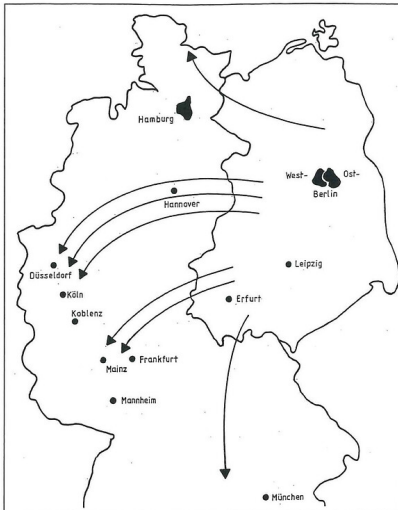 Hamburg
West- Ost-
Berlin
Hannover
Düsseldorf
Leipzig
Köln
Erfurt
Koblenz
Mainz
Frankfurt
Mannheim
München